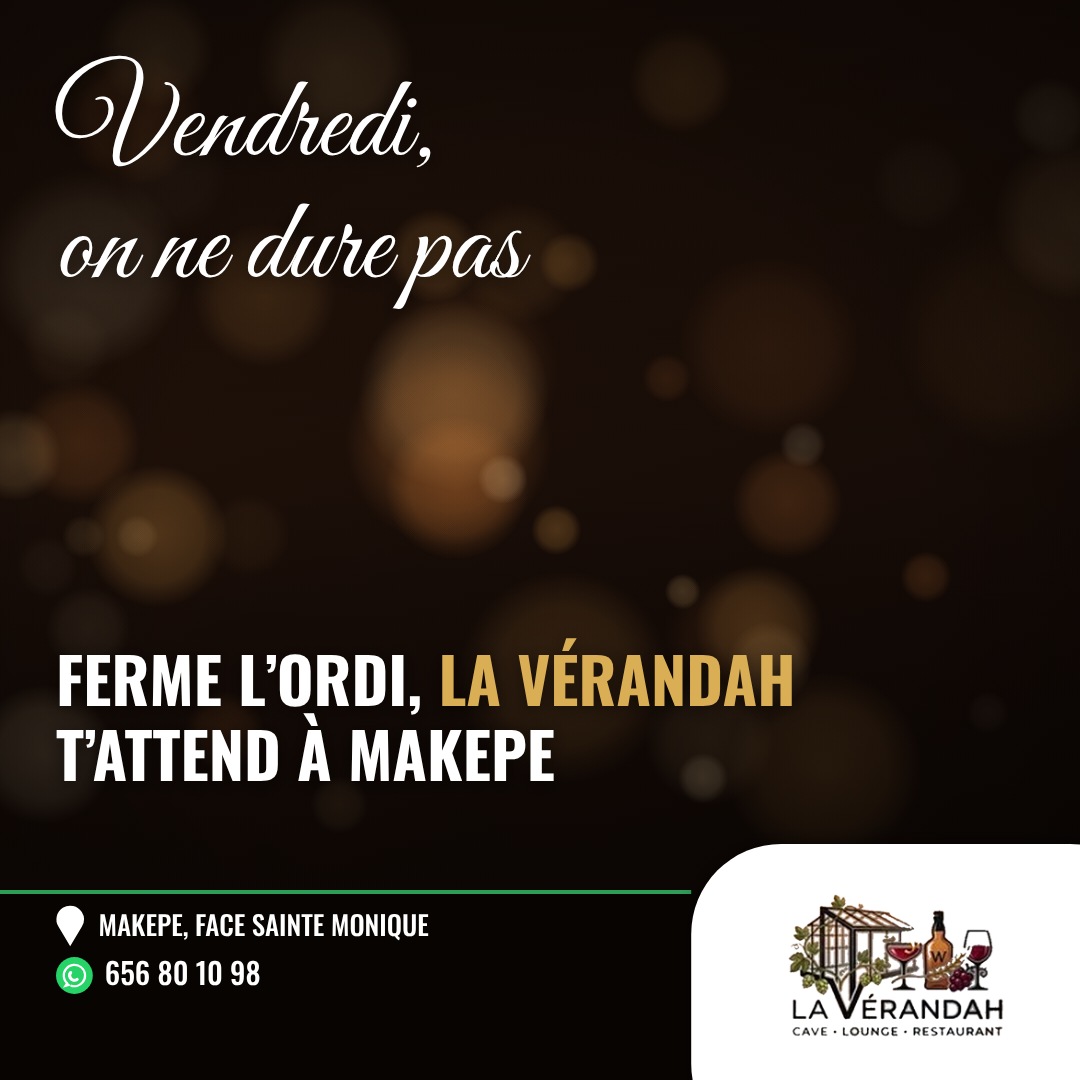 Vendredi,
on ne dure pas
FERME L’ORDI, LA VÉRANDAH
T’ATTEND À MAKEPE
MAKEPE, FACE SAINTE MONIQUE
656 80 10 98
W
LA VÉRANDAH
CAVE · LOUNGE · RESTAURANT